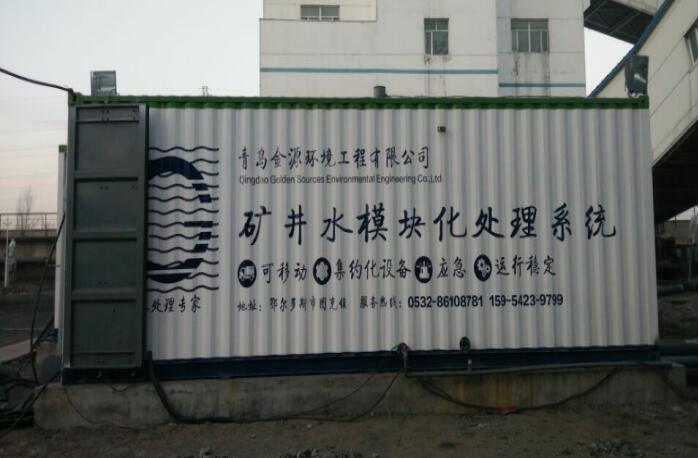 青岛金源环境工程有限公司
Qingdao Golden Sources Environmental Engineering Co.,Ltd
矿井水模块化处理系统
可移动 集约化设备 应急 运行稳定
处理专家
地址：鄂尔多斯市图克镇 服务热线：0532-86108781 159-5423-9799